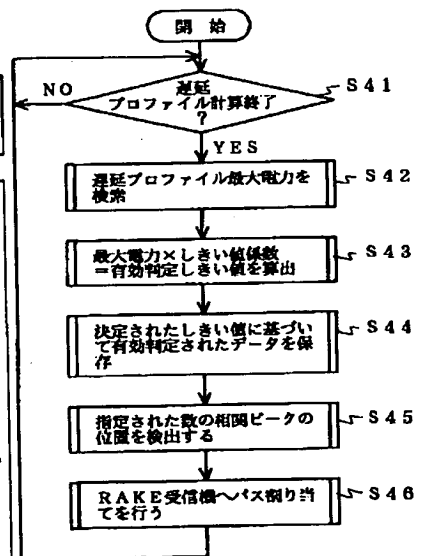 開始
NO
遅延
プロファイル計算終了
?
S41
YES
遅延プロファイル最大電力を
検索
S42
最大電力×しきい値係数
=有効判定しきい値を算出
S43
決定されたしきい値に基づい
て有効判定されたデータを保
存
S44
指定された数の相関ピークの
位置を検出する
S45
RAKE受信機へパス割り当
てを行う
S46